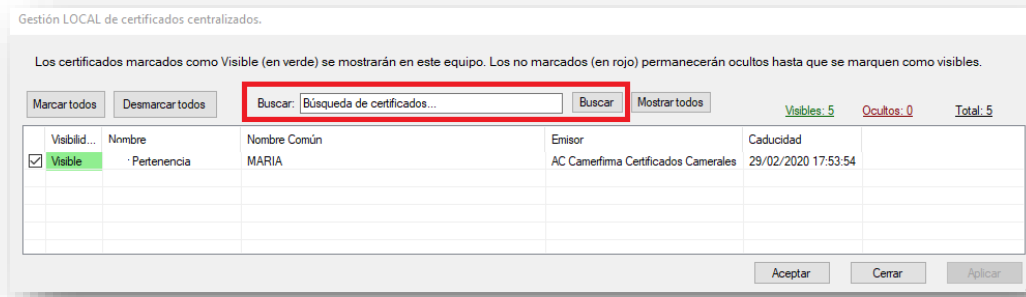 Gestión LOCAL de certificados centralizados.
Los certificados marcados como Visible (en verde) se mostrarán en este equipo. Los no marcados (en rojo) permanecerán ocultos hasta que se marquen como visibles.
Marcar todos Desmarcar todos Buscar: Búsqueda de certificados... Buscar Mostrar todos Visibles: 5 Ocultos: 0 Total: 5
Visibilid... Nombre Nombre Común Emisor Caducidad
Visible Pertenencia MARIA AC Camerfirma Certificados Camerales 29/02/2020 17:53:54
Aceptar Cerrar Aplicar